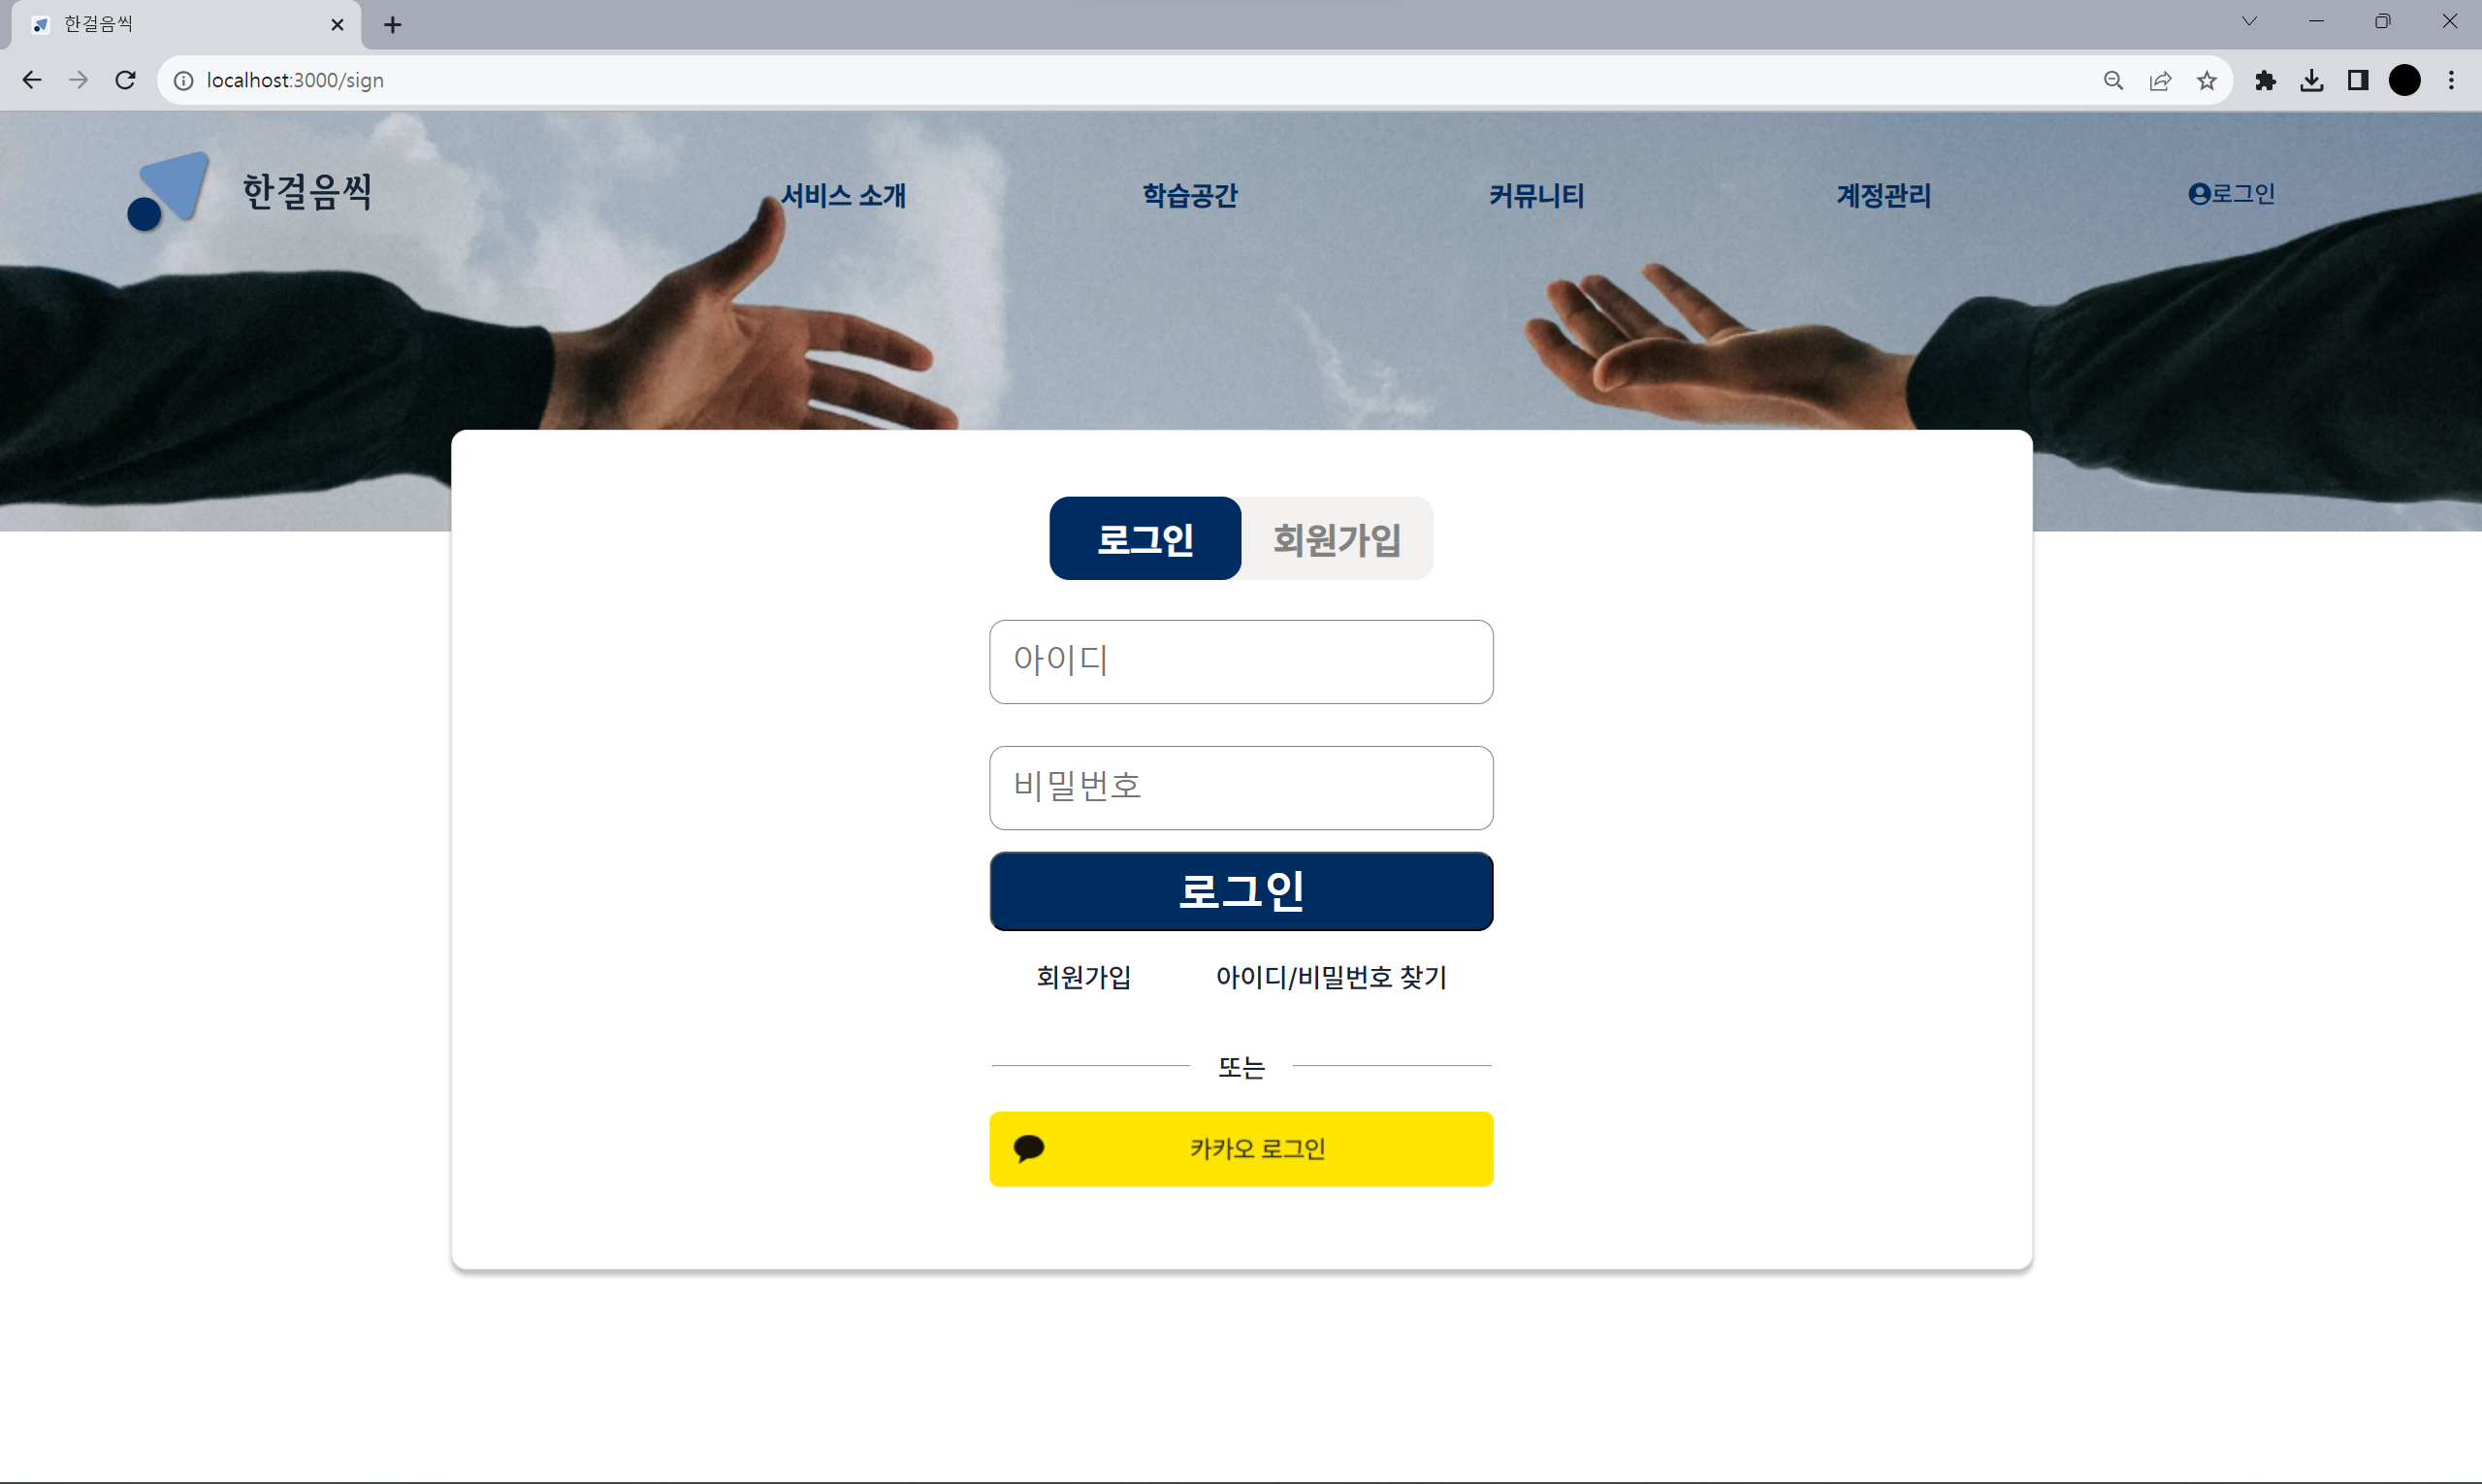 한걸음씩
localhost:3000/sign
한걸음씩
서비스 소개
학습공간
커뮤니티
계정관리
로그인
로그인
회원가입
아이디
비밀번호
로그인
회원가입
아이디/비밀번호 찾기
또는
카카오 로그인